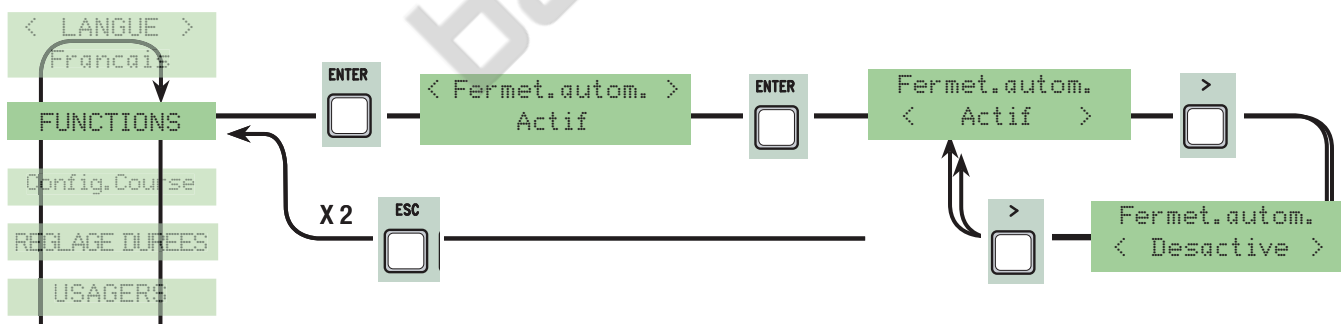 < LANGUE >
Francais
FUNCTIONS
Config.Course
REGLAGE DUREES
USAGERS
ENTER
< Fermet.autom. >
Actif
ENTER
Fermet.autom.
< Actif >
>
>
Fermet.autom.
< Desactive >
X 2
ESC